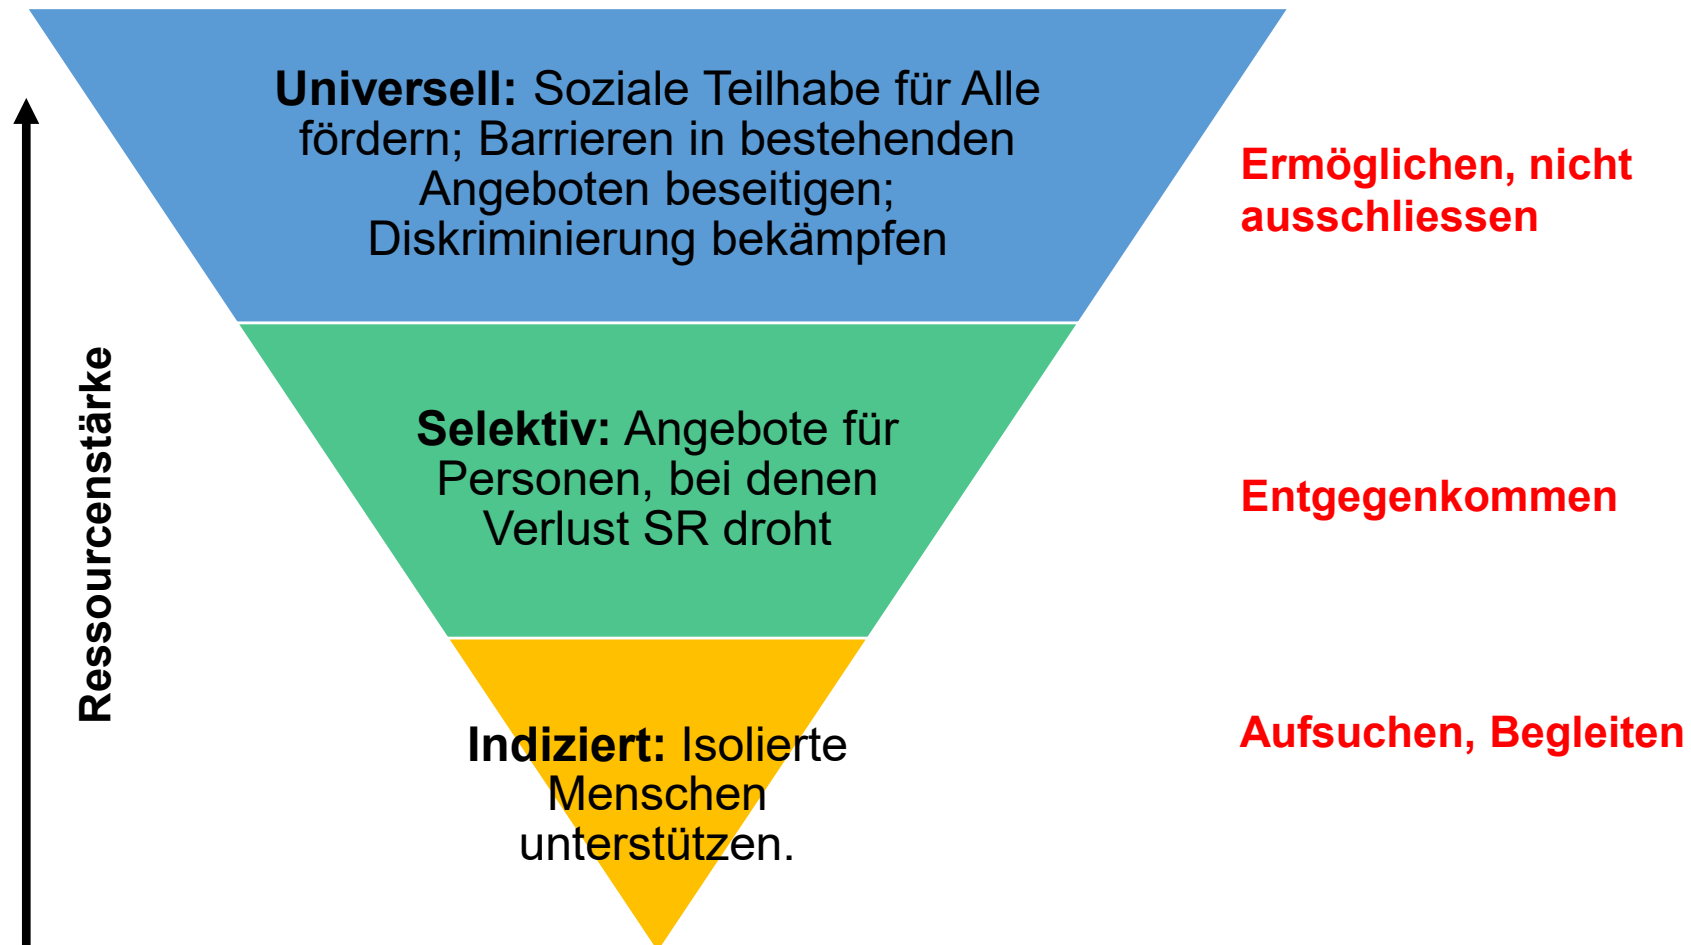 Universell: Soziale Teilhabe für Alle
fördern; Barrieren in bestehenden
Angeboten beseitigen;
Diskriminierung bekämpfen
Ermöglichen, nicht
ausschliessen
Ressourcenstärke
Selektiv: Angebote für
Personen, bei denen
Verlust SR droht
Entgegenkommen
Indiziert: Isolierte
Menschen
unterstützen.
Aufsuchen, Begleiten